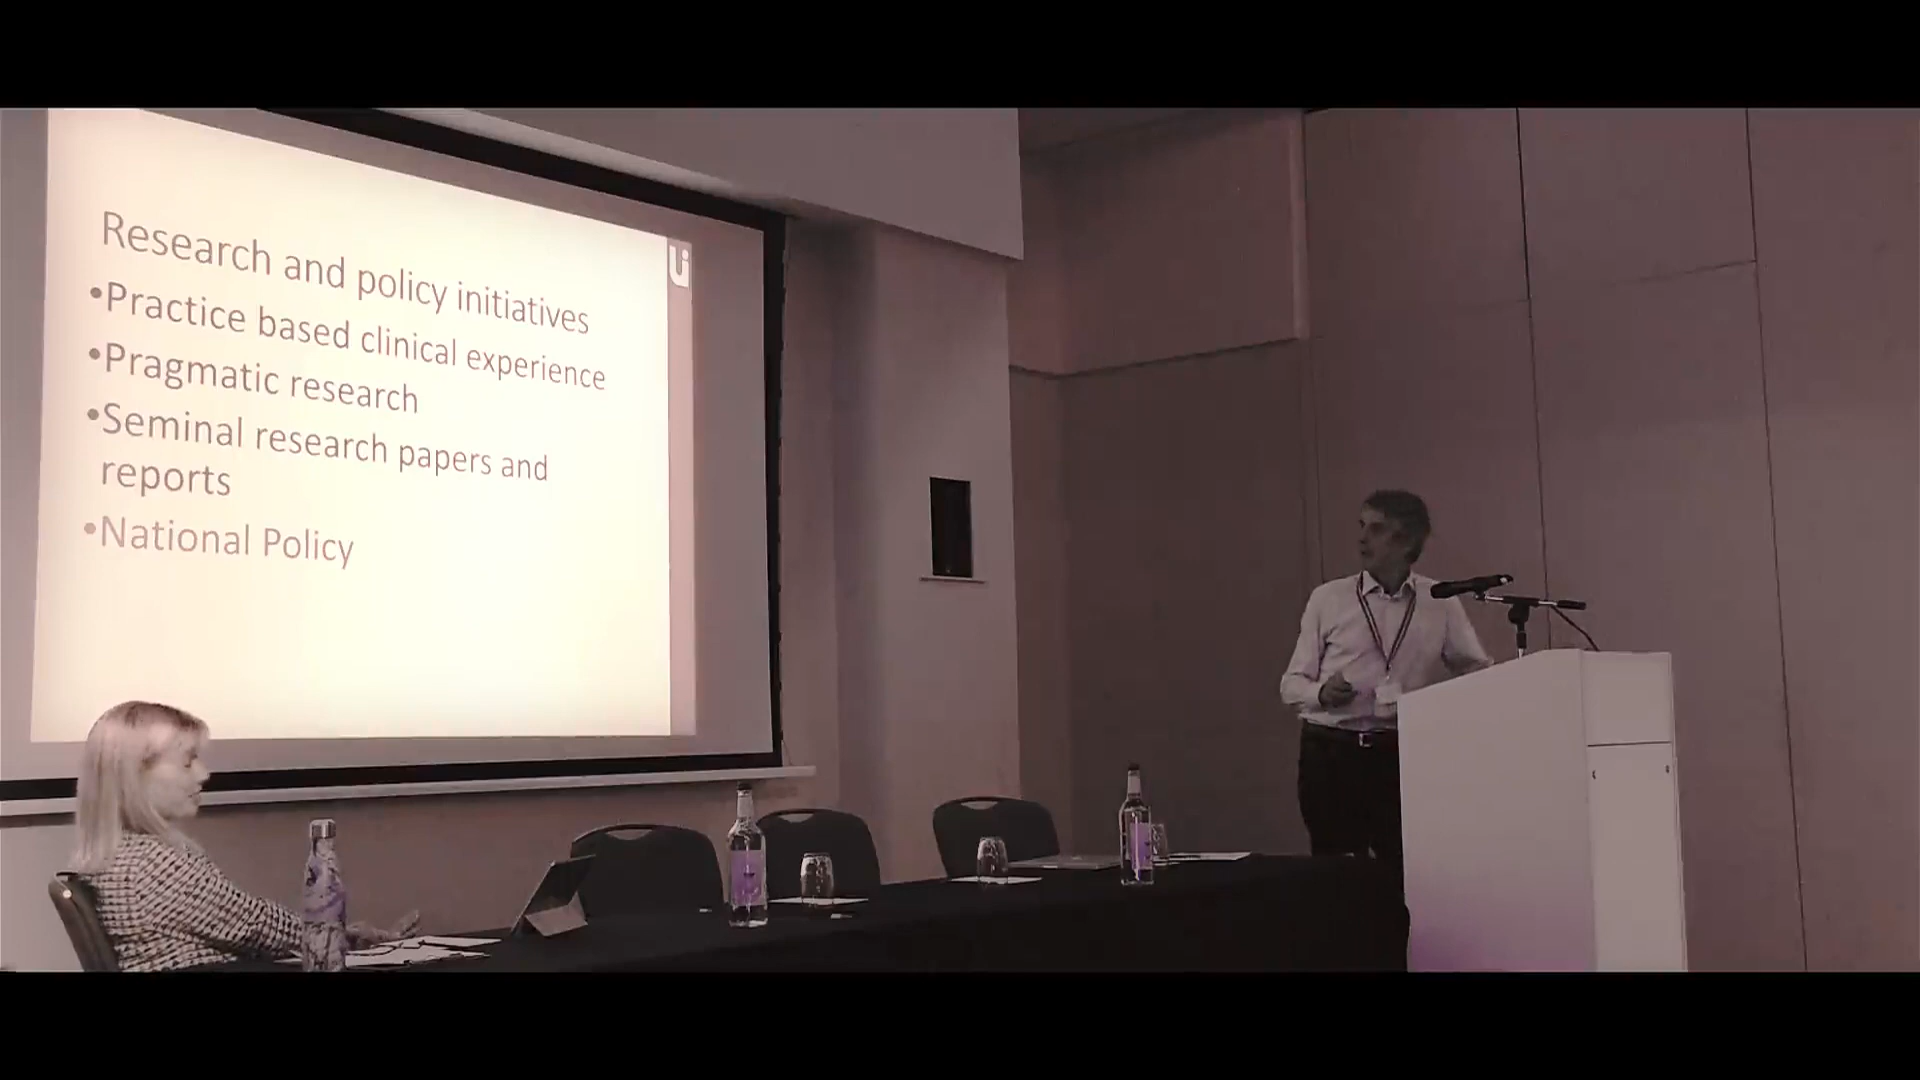 Research and policy initiatives
•Practice based clinical experience
•Pragmatic research
•Seminal research papers and
reports
•National Policy